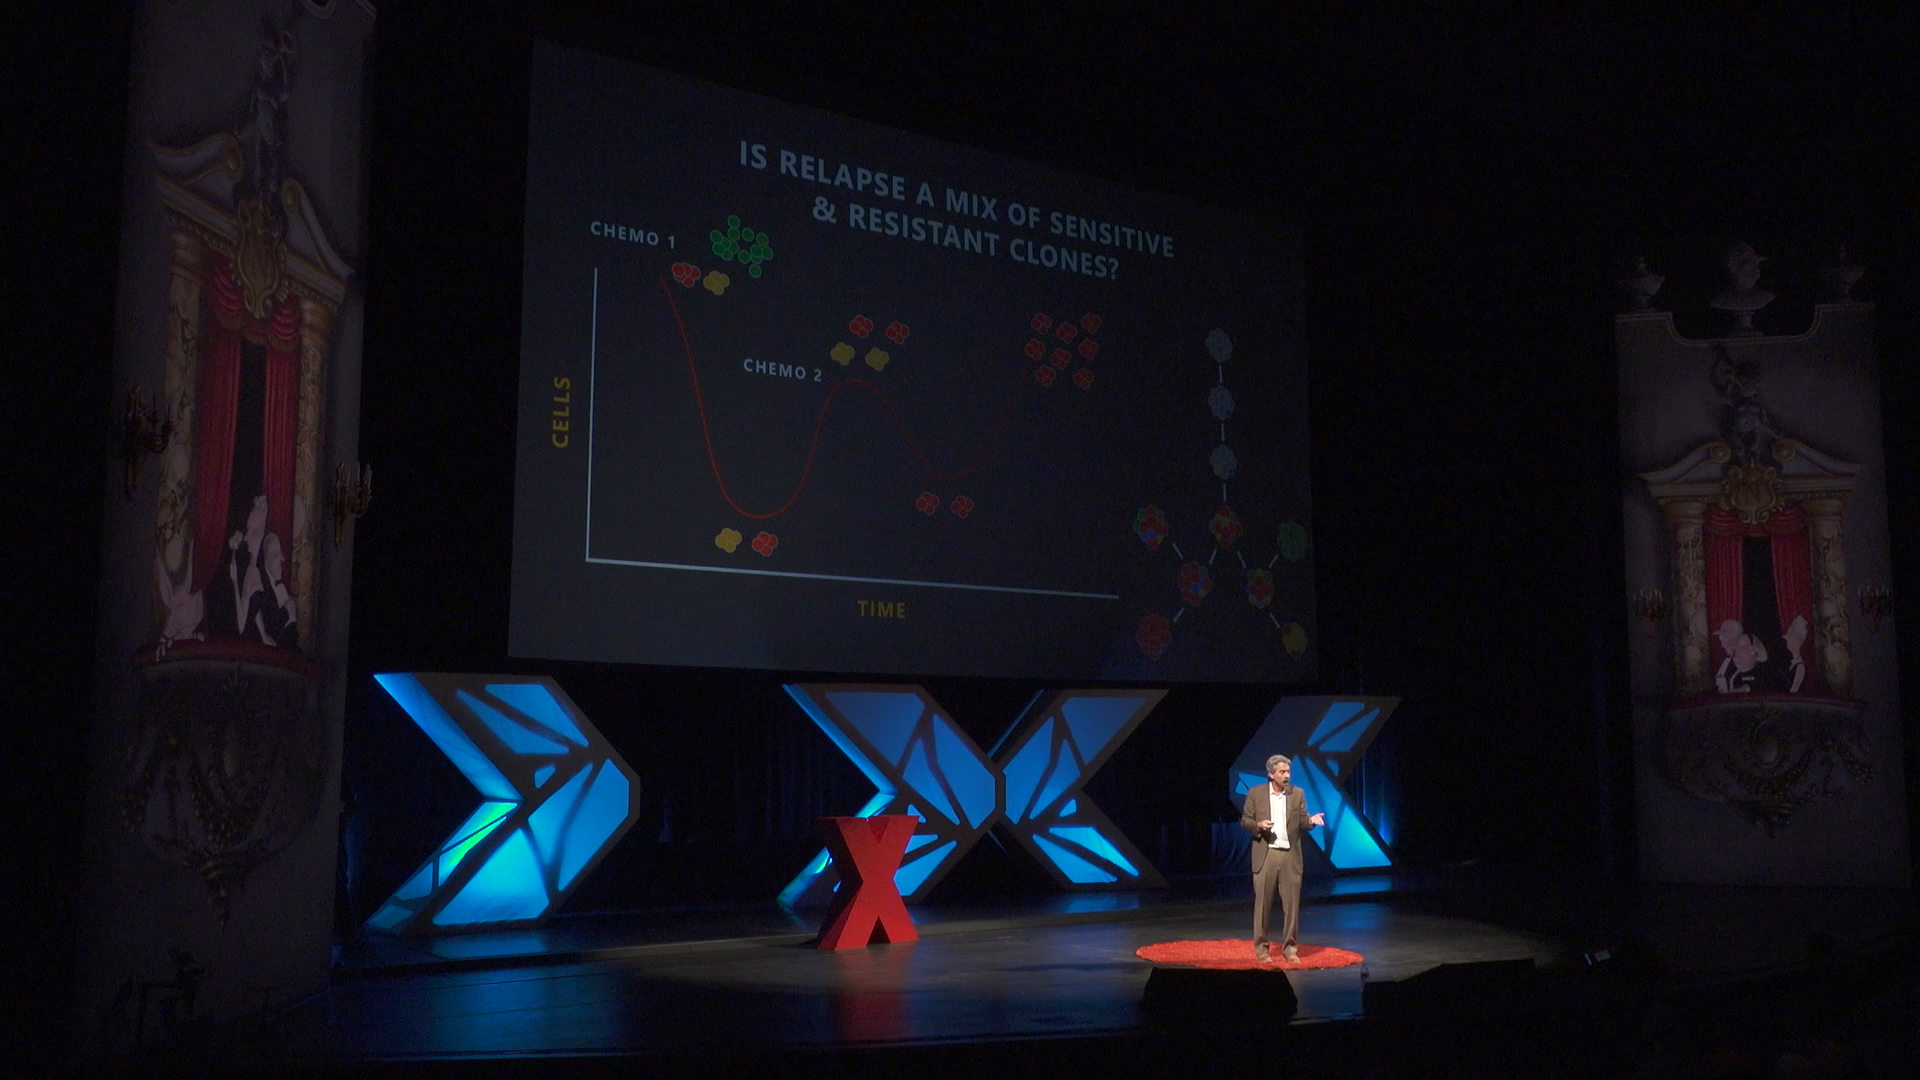 IS RELAPSE A MIX OF SENSITIVE
& RESISTANT CLONES?
CHEMO 1
CHEMO 2
CELLS
TIME
X